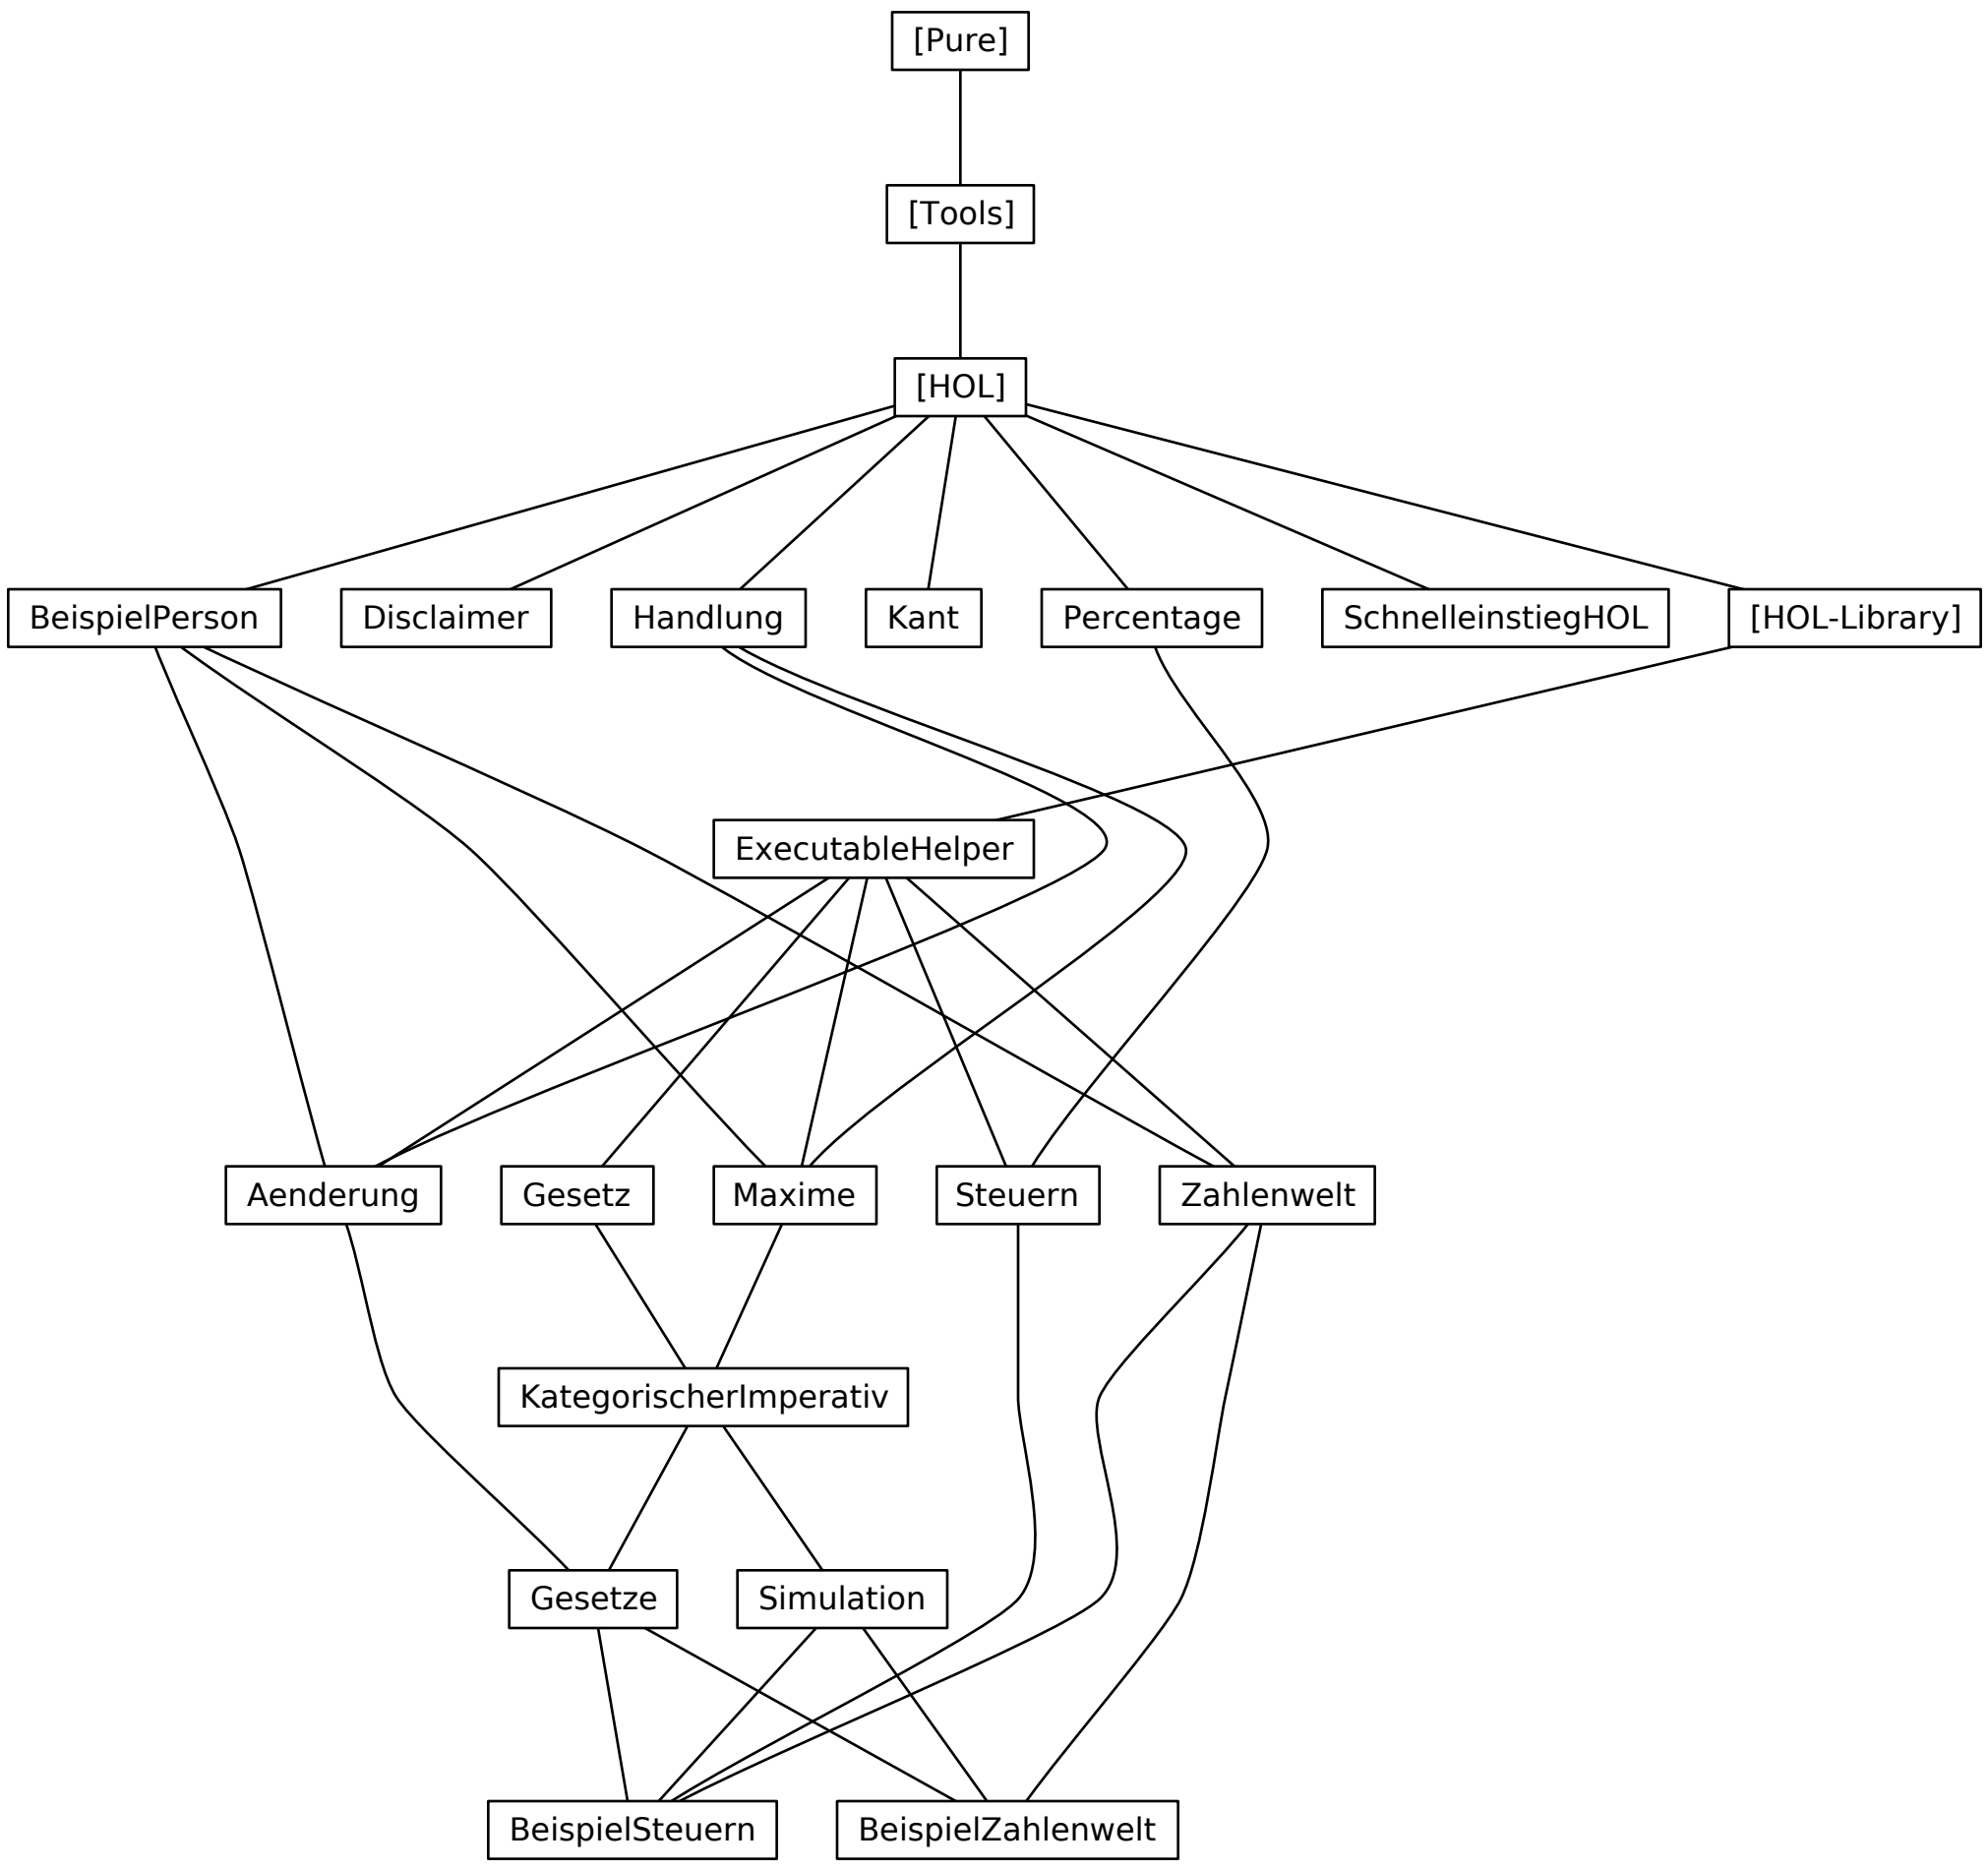 [Pure]
[Tools]
[HOL]
BeispielPerson
Disclaimer
Handlung
Kant
Percentage
SchnelleinstiegHOL
[HOL-Library]
ExecutableHelper
Aenderung
Gesetz
Maxime
Steuern
Zahlenwelt
KategorischerImperativ
Gesetze
Simulation
BeispielSteuern
BeispielZahlenwelt